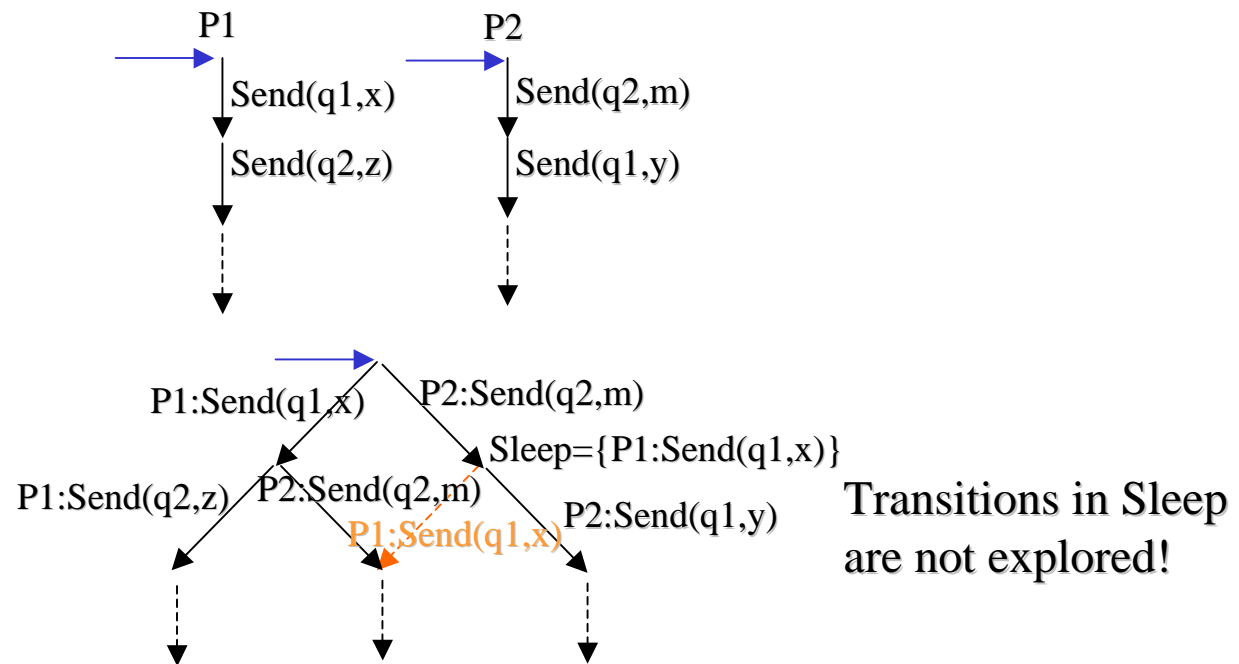 P1
P2
Send(q1,x)
Send(q2,m)
Send(q2,z)
Send(q1,y)
P1:Send(q1,x)
P2:Send(q2,m)
Sleep={P1:Send(q1,x)}
P1:Send(q2,z)
P2:Send(q2,m)
P1:Send(q1,x)
P2:Send(q1,y)
Transitions in Sleep
are not explored!